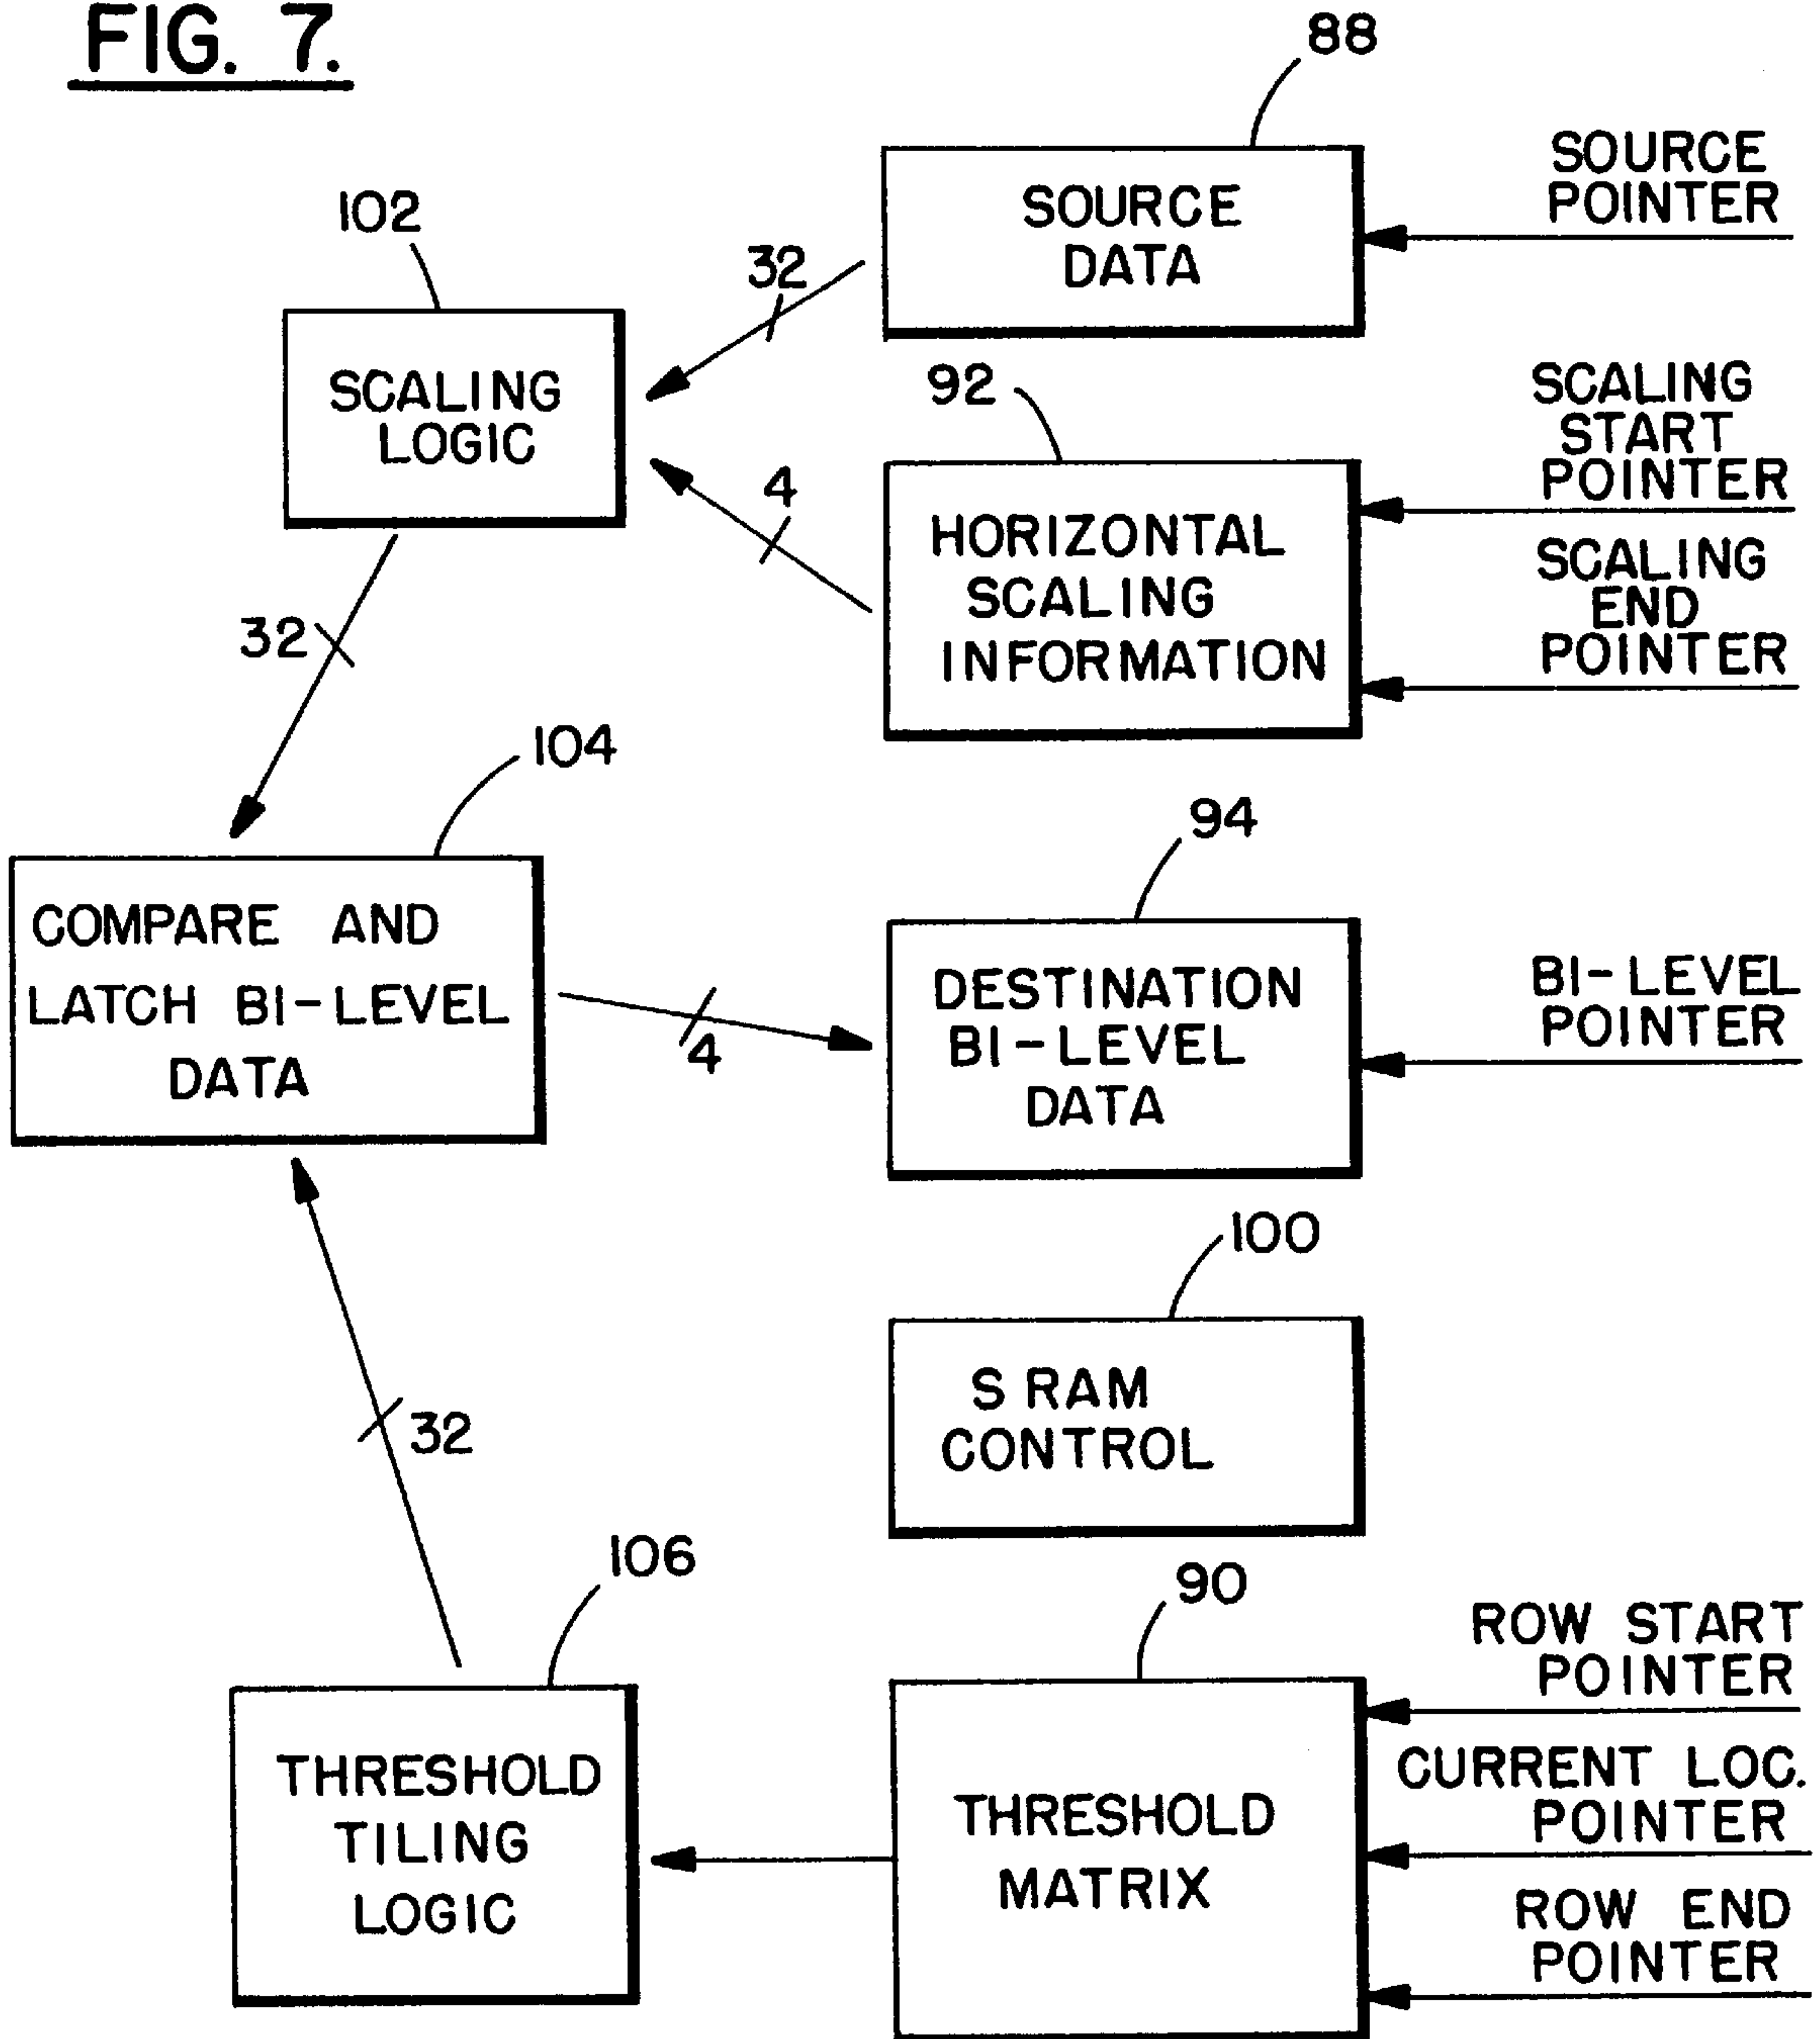 FIG. 7.
88
SOURCE
DATA
SOURCE
POINTER
102
32
SCALING
LOGIC
92
4
HORIZONTAL
SCALING
INFORMATION
SCALING
START
POINTER
SCALING
END
POINTER
32
104
COMPARE AND
LATCH BI-LEVEL
DATA
4
94
DESTINATION
BI-LEVEL
DATA
BI-LEVEL
POINTER
100
S RAM
CONTROL
32
106
THRESHOLD
TILING
LOGIC
90
THRESHOLD
MATRIX
ROW START
POINTER
CURRENT LOC.
POINTER
ROW END
POINTER